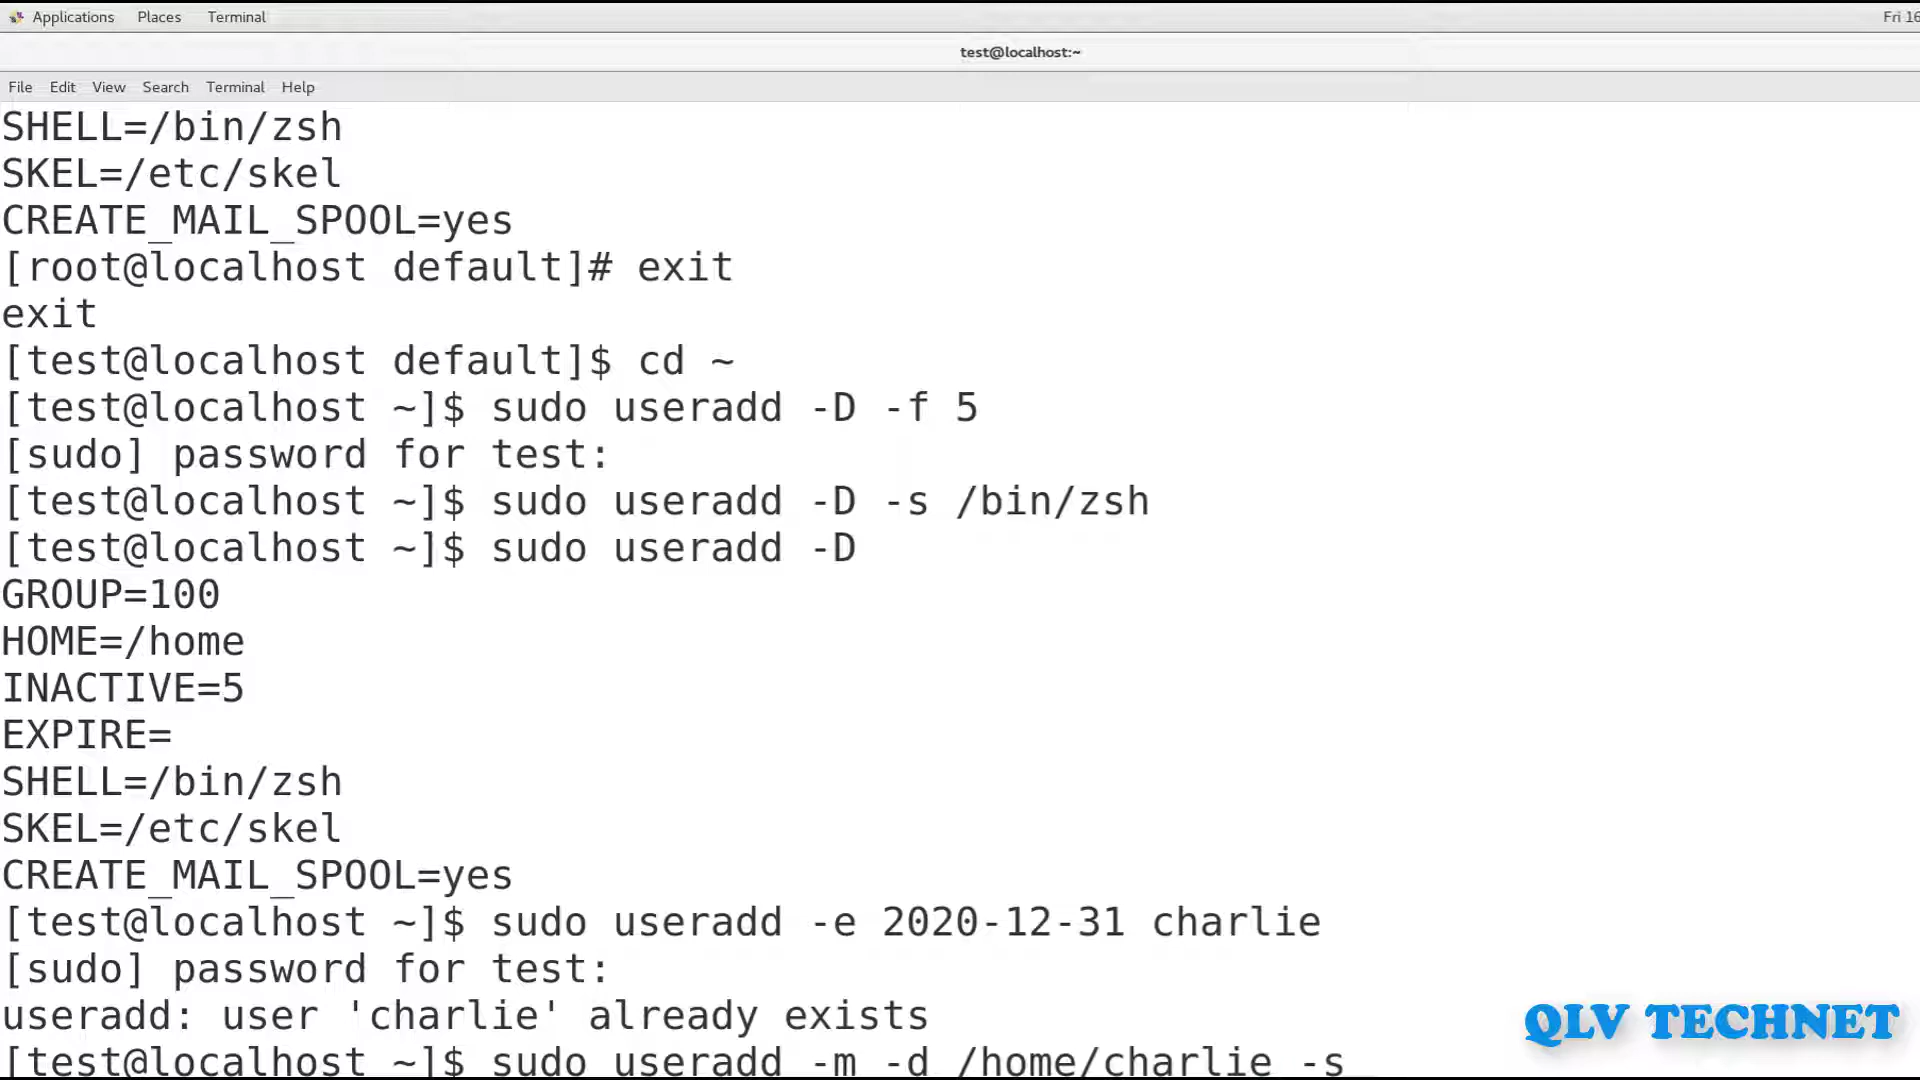 Applications Places Terminal
Fri 16
test@localhost:~
File Edit View Search Terminal Help
SHELL=/bin/zsh
SKEL=/etc/skel
CREATE_MAIL_SPOOL=yes
[root@localhost default]# exit
exit
[test@localhost default]$ cd ~
[test@localhost ~]$ sudo useradd -D -f 5
[sudo] password for test:
[test@localhost ~]$ sudo useradd -D -s /bin/zsh
[test@localhost ~]$ sudo useradd -D
GROUP=100
HOME=/home
INACTIVE=5
EXPIRE=
SHELL=/bin/zsh
SKEL=/etc/skel
CREATE_MAIL_SPOOL=yes
[test@localhost ~]$ sudo useradd -e 2020-12-31 charlie
[sudo] password for test:
useradd: user 'charlie' already exists
[test@localhost ~]$ sudo useradd -m -d /home/charlie -s
QLV TECHNET